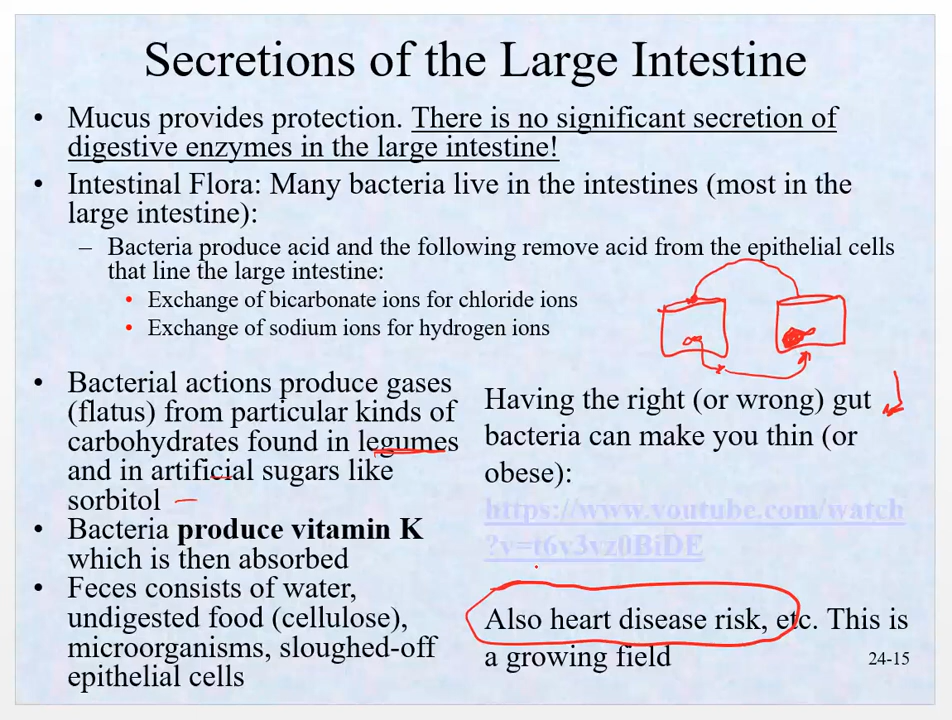 Secretions of the Large Intestine
• Mucus provides protection. There is no significant secretion of
digestive enzymes in the large intestine!
• Intestinal Flora: Many bacteria live in the intestines (most in the
large intestine):
– Bacteria produce acid and the following remove acid from the epithelial cells
that line the large intestine:
• Exchange of bicarbonate ions for chloride ions
• Exchange of sodium ions for hydrogen ions
• Bacterial actions produce gases
(flatus) from particular kinds of
carbohydrates found in legumes
and in artificial sugars like
sorbitol
• Bacteria produce vitamin K
which is then absorbed
• Feces consists of water,
undigested food (cellulose),
microorganisms, sloughed-off
epithelial cells
Having the right (or wrong) gut
bacteria can make you thin (or
obese):
https://www.youtube.com/watch
?v=t6v3vz0BiDE
Also heart disease risk, etc. This is
a growing field
24-15